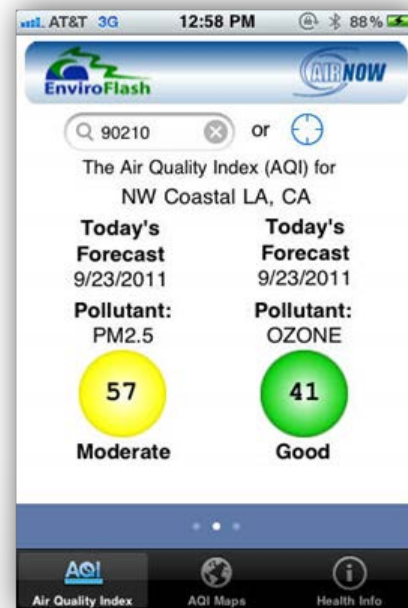 AT&T 3G 12:58 PM 88%
EnviroFlash AIRNOW
90210 or
The Air Quality Index (AQI) for
NW Coastal LA, CA
Today's Today's
Forecast Forecast
9/23/2011 9/23/2011
Pollutant: Pollutant:
PM2.5 OZONE
57 41
Moderate Good
AQI
Air Quality Index AQI Maps Health Info